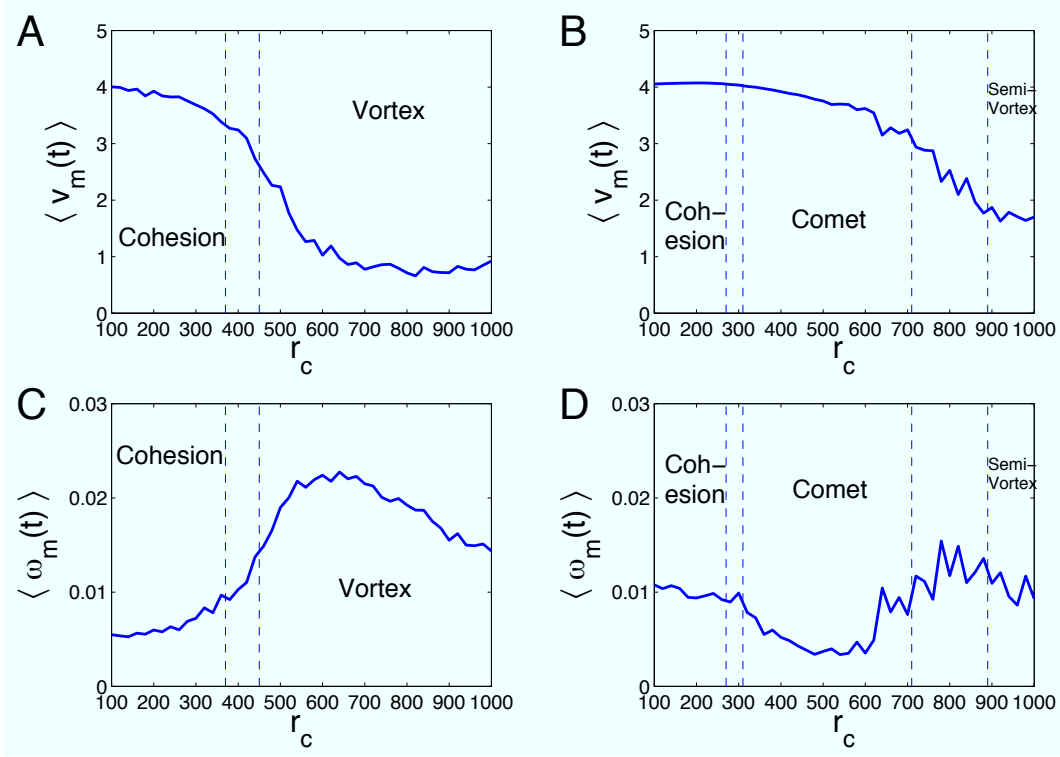 A
5
4
3
2
1
0
⟨ v_m(t) ⟩
Vortex
Cohesion
100 200 300 400 500 600 700 800 900 1000
r_c
B
5
4
3
2
1
0
⟨ v_m(t) ⟩
Semi–
Vortex
Coh–
esion
Comet
100 200 300 400 500 600 700 800 900 1000
r_c
C
0.03
0.02
0.01
0
⟨ ω_m(t) ⟩
Cohesion
Vortex
100 200 300 400 500 600 700 800 900 1000
r_c
D
0.03
0.02
0.01
0
⟨ ω_m(t) ⟩
Coh–
esion
Comet
Semi–
Vortex
100 200 300 400 500 600 700 800 900 1000
r_c